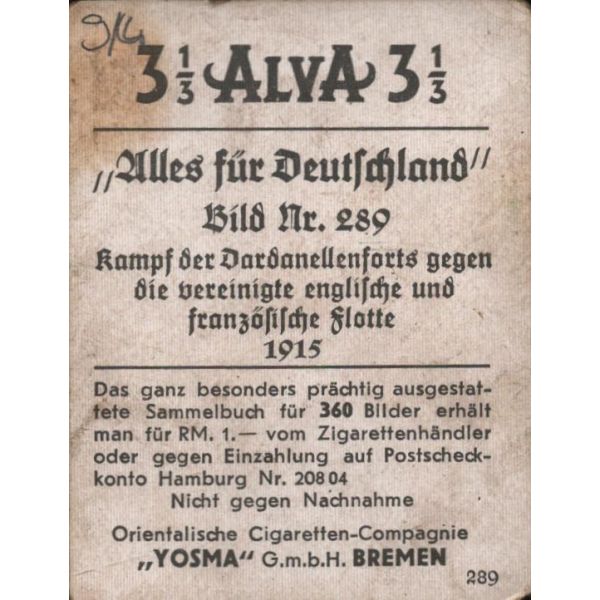 9/4
3 1/3 ALVA 3 1/3
„Alles für Deutschland"
Bild Nr. 289
Kampf der Dardanellenforts gegen
die vereinigte englische und
französische Flotte
1915
Das ganz besonders prächtig ausgestat-
tete Sammelbuch für 360 Bilder erhält
man für RM. 1.— vom Zigarettenhändler
oder gegen Einzahlung auf Postscheck-
konto Hamburg Nr. 20804
Nicht gegen Nachnahme
Orientalische Cigaretten-Compagnie
„YOSMA" G.m.b.H. BREMEN
289